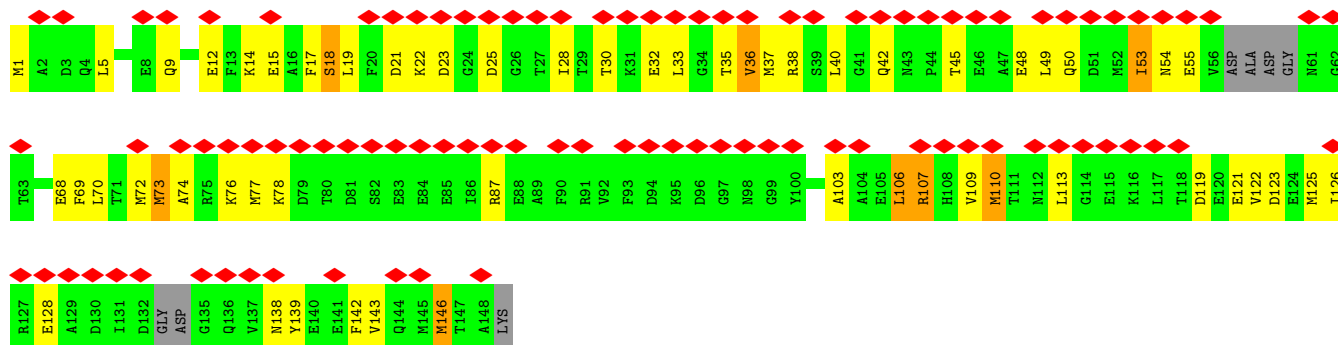 M1 A2 D3 Q4 L5 E8 Q9 E12 F13 K14 E15 A16 F17 S18 L19 F20 D21 K22 D23 G24 D25 G26 T27 I28 T29 T30 K31 E32 L33 G34 T35 V36 M37 R38 S39 L40 G41 Q42 N43 P44 T45 E46 A47 E48 L49 Q50 D51 M52 I53 N54 E55 V56 ASP ALA ASP GLY N61 G62
T63 E68 F69 L70 T71 M72 M73 A74 R75 K76 M77 K78 D79 T80 D81 S82 E83 E84 E85 I86 R87 E88 A89 F90 R91 V92 F93 D94 K95 D96 G97 N98 G99 Y100 A103 A104 E105 L106 R107 H108 V109 M110 T111 N112 L113 G114 E115 K116 L117 T118 D119 E120 E121 V122 D123 E124 M125 I126
R127 E128 A129 D130 I131 D132 GLY ASP G135 Q136 V137 N138 Y139 E140 E141 F142 V143 Q144 M145 M146 T147 A148 LYS